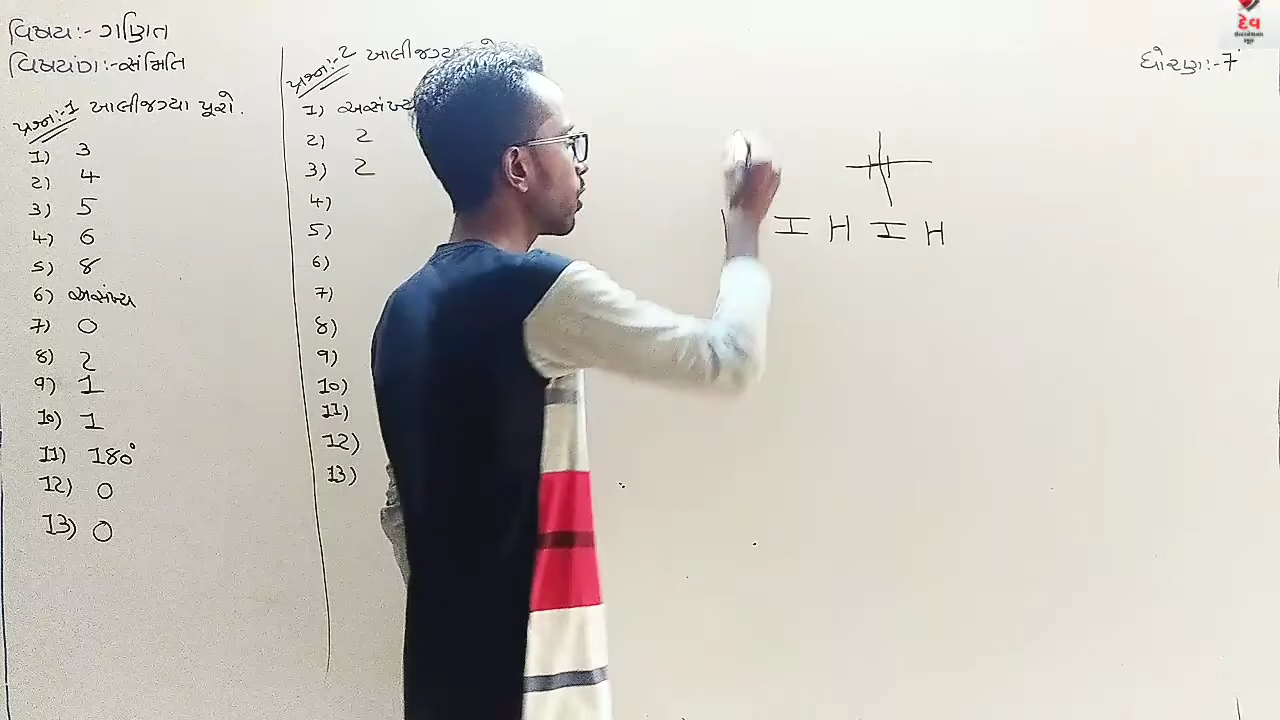 વિષય:- ગણિત
વિષયાંગ:-સંમિતિ
ધોરણ:-7
પ્રશ્ન:-1 ખાલીજગ્યા પૂરો.
1) 3
2) 4
3) 5
4) 6
5) 8
6) અસંખ્ય
7) 0
8) 2
9) 1
10) 1
11) 180°
12) 0
13) 0
પ્રશ્ન:-2 ખાલીજગ્યા
1) અસંખ્ય
2) 2
3) 2
4)
5)
6)
7)
8)
9)
10)
11)
12)
13)
H
I H I H
દેવ